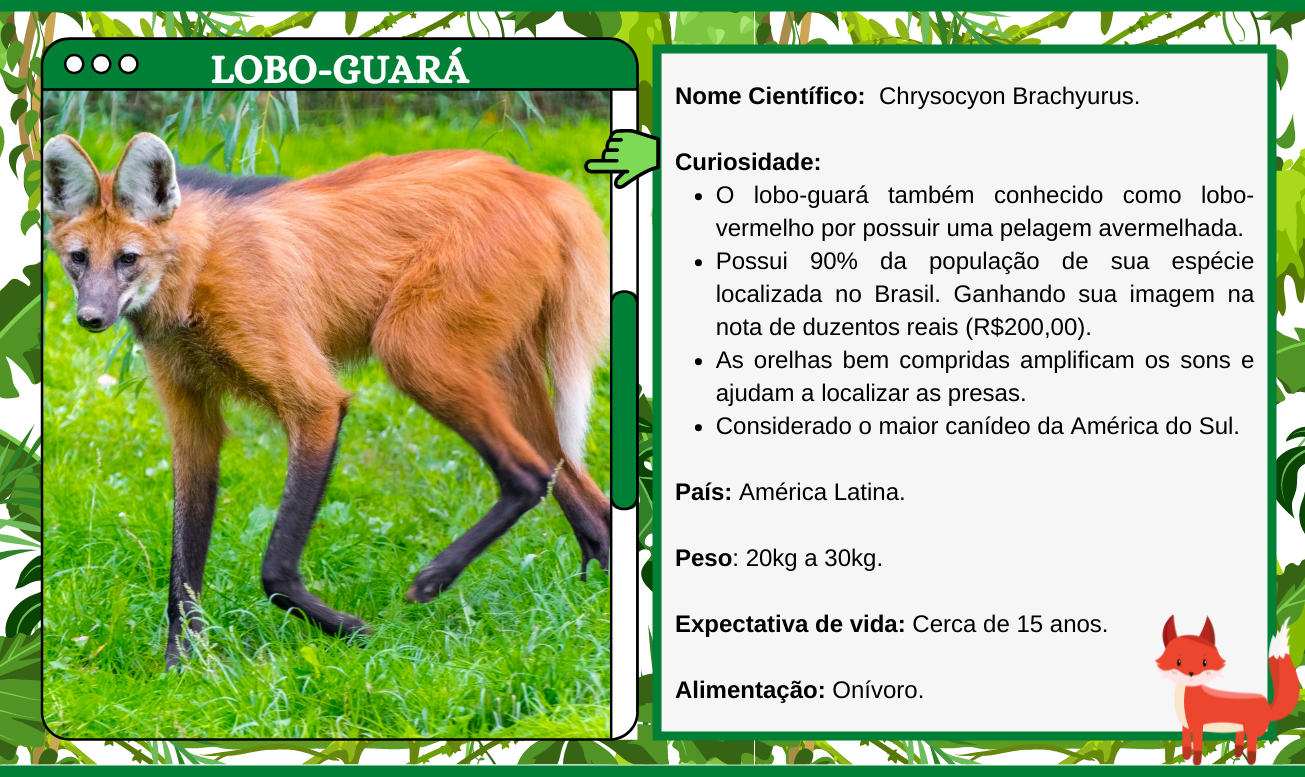 LOBO-GUARÁ
Nome Científico: Chrysocyon Brachyurus.
Curiosidade:
• O lobo-guará também conhecido como lobo-
vermelho por possuir uma pelagem avermelhada.
• Possui 90% da população de sua espécie
localizada no Brasil. Ganhando sua imagem na
nota de duzentos reais (R$200,00).
• As orelhas bem compridas amplificam os sons e
ajudam a localizar as presas.
• Considerado o maior canídeo da América do Sul.
País: América Latina.
Peso: 20kg a 30kg.
Expectativa de vida: Cerca de 15 anos.
Alimentação: Onívoro.